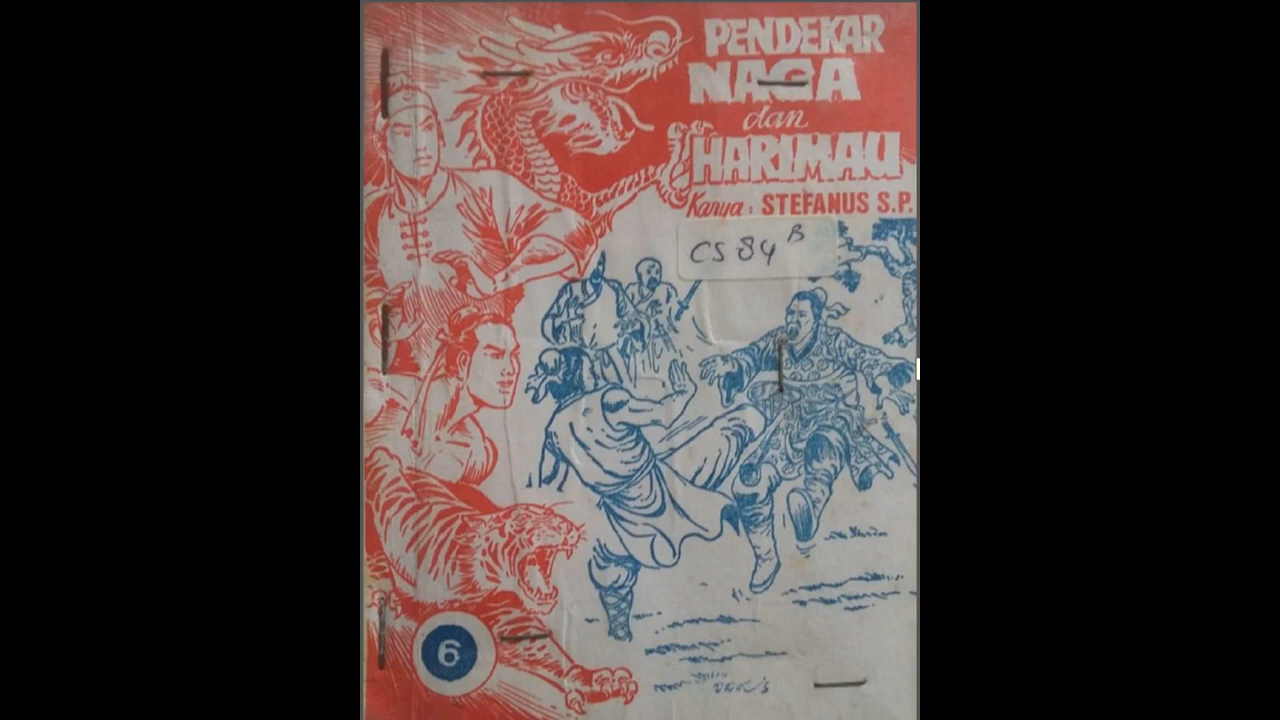 PENDEKAR
NAGA
dan
HARIMAU
Karya : STEFANUS S.P.
CS 84 B
6